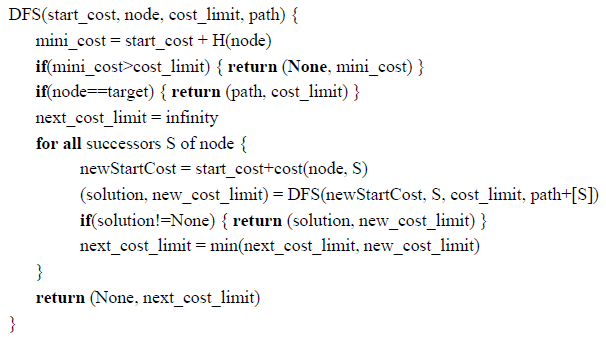 DFS(start_cost, node, cost_limit, path) {
mini_cost = start_cost + H(node)
if(mini_cost>cost_limit) { return (None, mini_cost) }
if(node==target) { return (path, cost_limit) }
next_cost_limit = infinity
for all successors S of node {
newStartCost = start_cost+cost(node, S)
(solution, new_cost_limit) = DFS(newStartCost, S, cost_limit, path+[S])
if(solution!=None) { return (solution, new_cost_limit) }
next_cost_limit = min(next_cost_limit, new_cost_limit)
}
return (None, next_cost_limit)
}